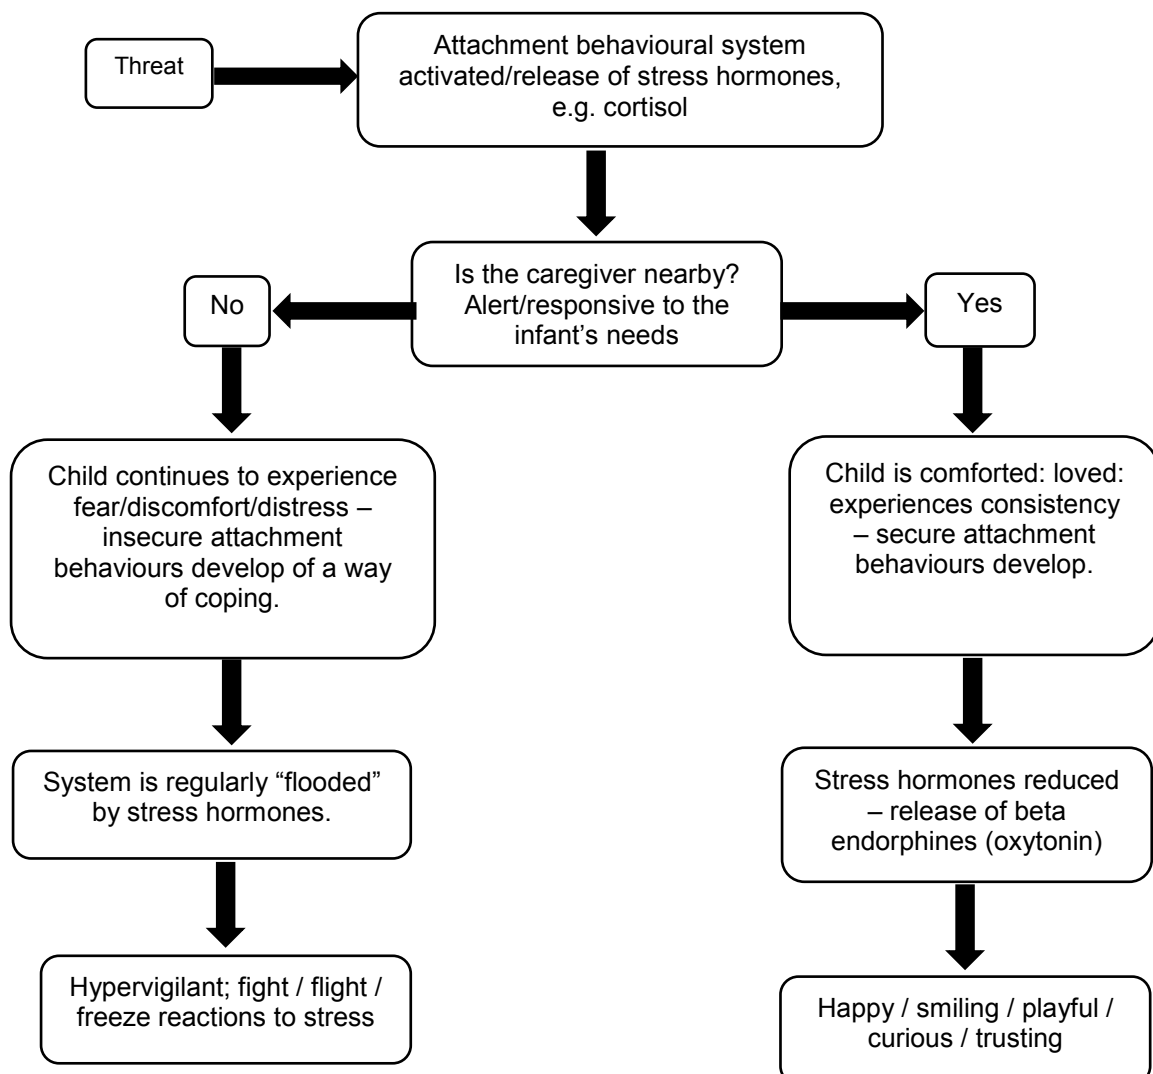 Threat
Attachment behavioural system
activated/release of stress hormones,
e.g. cortisol
Is the caregiver nearby?
Alert/responsive to the
infant’s needs
No
Yes
Child continues to experience
fear/discomfort/distress –
insecure attachment
behaviours develop of a way
of coping.
Child is comforted: loved:
experiences consistency
– secure attachment
behaviours develop.
System is regularly “flooded”
by stress hormones.
Stress hormones reduced
– release of beta
endorphines (oxytonin)
Hypervigilant; fight / flight /
freeze reactions to stress
Happy / smiling / playful /
curious / trusting